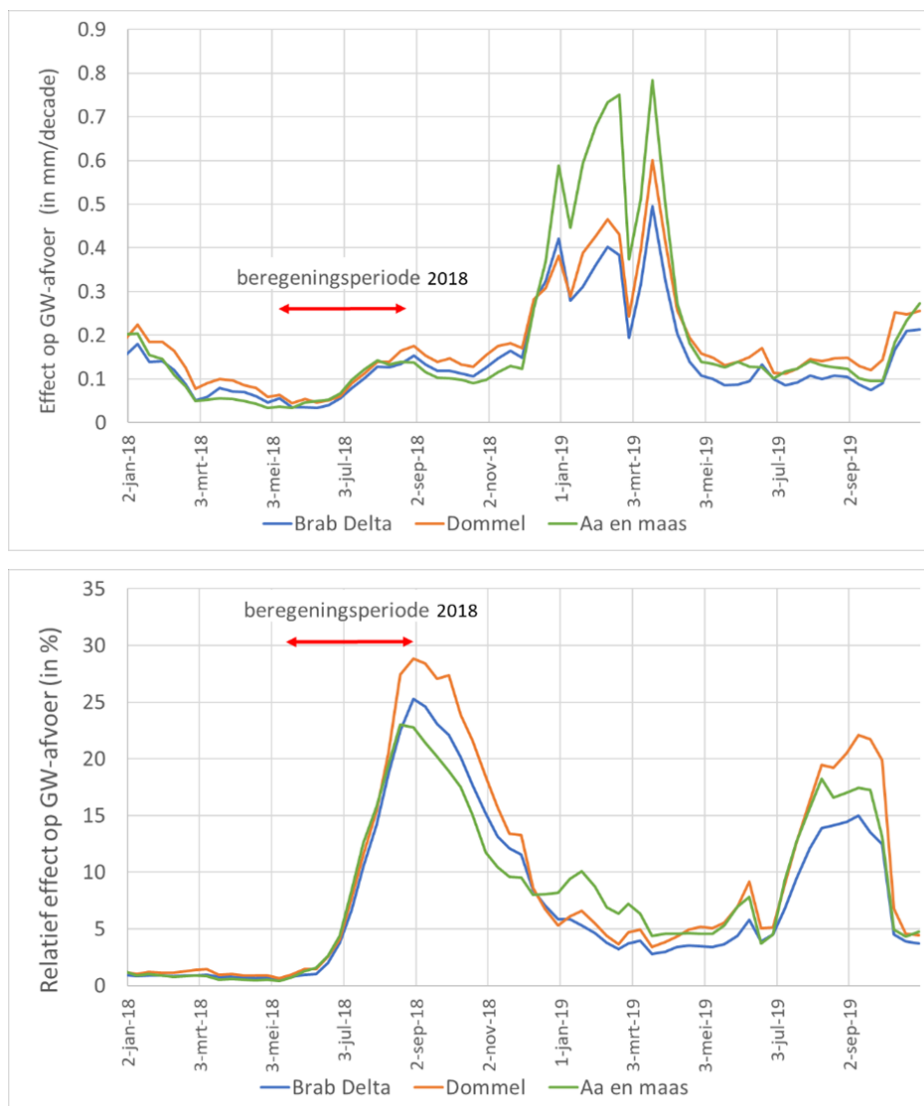 Effect op GW-afvoer (in mm/decade)
0.9
0.8
0.7
0.6
0.5
0.4
0.3
0.2
0.1
0
beregeningsperiode 2018
2-jan-18
3-mrt-18
3-mei-18
3-jul-18
2-sep-18
2-nov-18
1-jan-19
3-mrt-19
3-mei-19
3-jul-19
2-sep-19
Brab Delta
Dommel
Aa en maas
Relatief effect op GW-afvoer (in %)
35
30
25
20
15
10
5
0
beregeningsperiode 2018
2-jan-18
3-mrt-18
3-mei-18
3-jul-18
2-sep-18
2-nov-18
1-jan-19
3-mrt-19
3-mei-19
3-jul-19
2-sep-19
Brab Delta
Dommel
Aa en maas